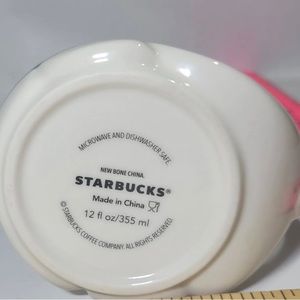 MICROWAVE AND DISHWASHER SAFE.
NEW BONE CHINA
STARBUCKS®
Made in China
12 fl oz/355 ml
© STARBUCKS COFFEE COMPANY. ALL RIGHTS RESERVED.